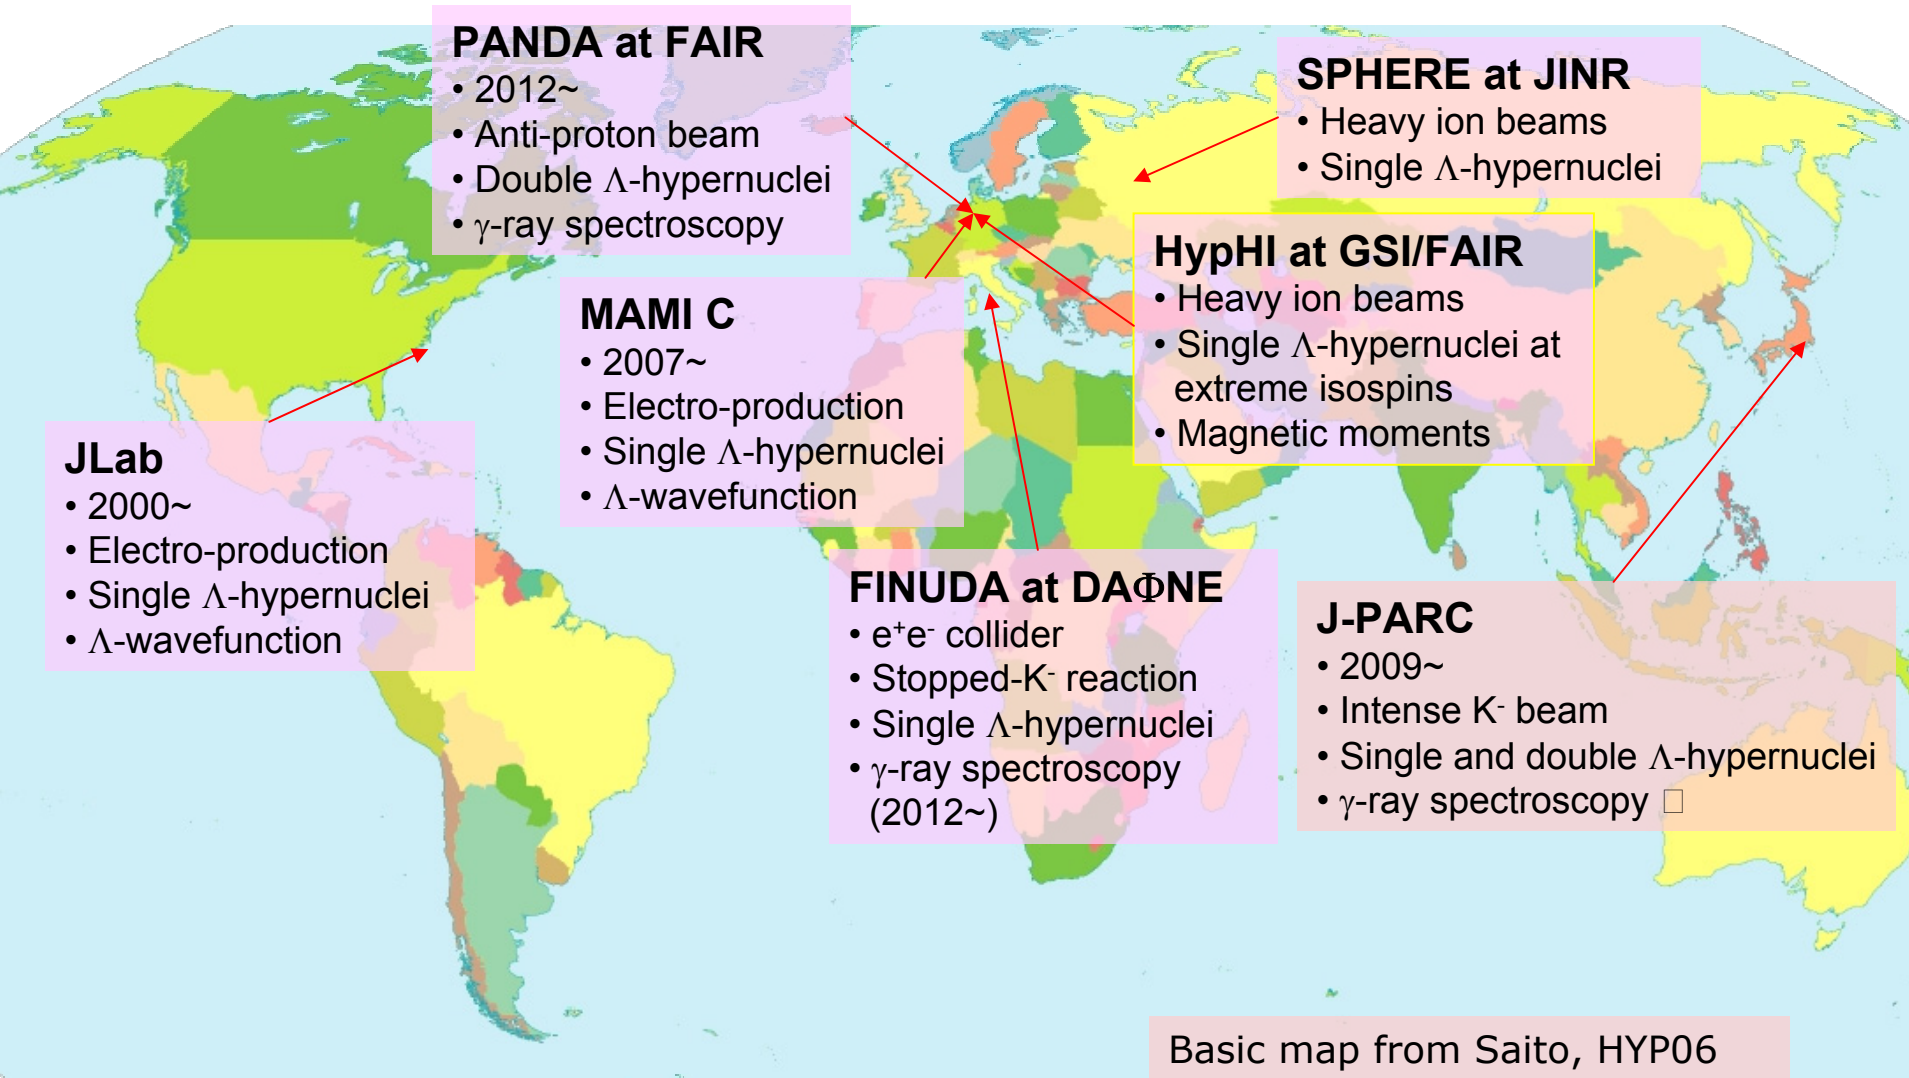 PANDA at FAIR
• 2012~
• Anti-proton beam
• Double Λ-hypernuclei
• γ-ray spectroscopy
SPHERE at JINR
• Heavy ion beams
• Single Λ-hypernuclei
HypHI at GSI/FAIR
• Heavy ion beams
• Single Λ-hypernuclei at
extreme isospins
• Magnetic moments
MAMI C
• 2007~
• Electro-production
• Single Λ-hypernuclei
• Λ-wavefunction
JLab
• 2000~
• Electro-production
• Single Λ-hypernuclei
• Λ-wavefunction
FINUDA at DAΦNE
• e⁺e⁻ collider
• Stopped-K⁻ reaction
• Single Λ-hypernuclei
• γ-ray spectroscopy
(2012~)
J-PARC
• 2009~
• Intense K⁻ beam
• Single and double Λ-hypernuclei
• γ-ray spectroscopy □
Basic map from Saito, HYP06